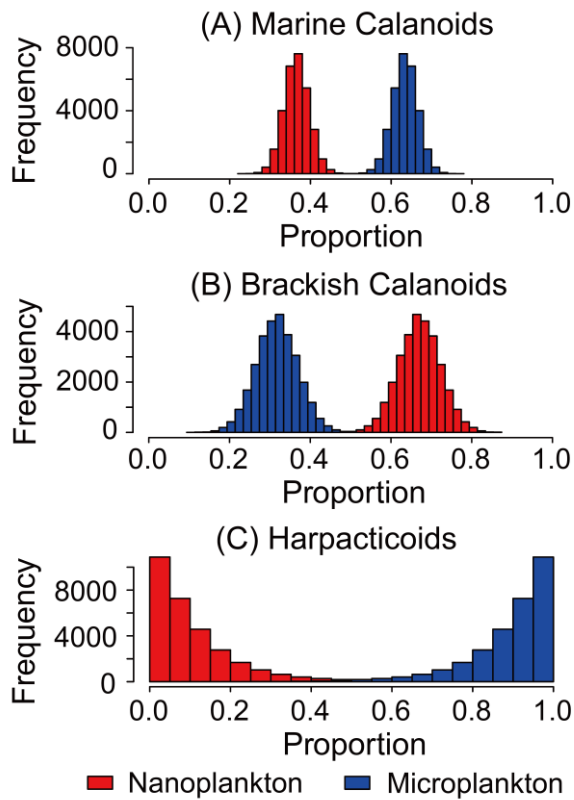 (A) Marine Calanoids
8000
4000
0
Frequency
0.0 0.2 0.4 0.6 0.8 1.0
Proportion
(B) Brackish Calanoids
4000
2000
0
Frequency
0.0 0.2 0.4 0.6 0.8 1.0
Proportion
(C) Harpacticoids
8000
4000
0
Frequency
0.0 0.2 0.4 0.6 0.8 1.0
Proportion
Nanoplankton Microplankton